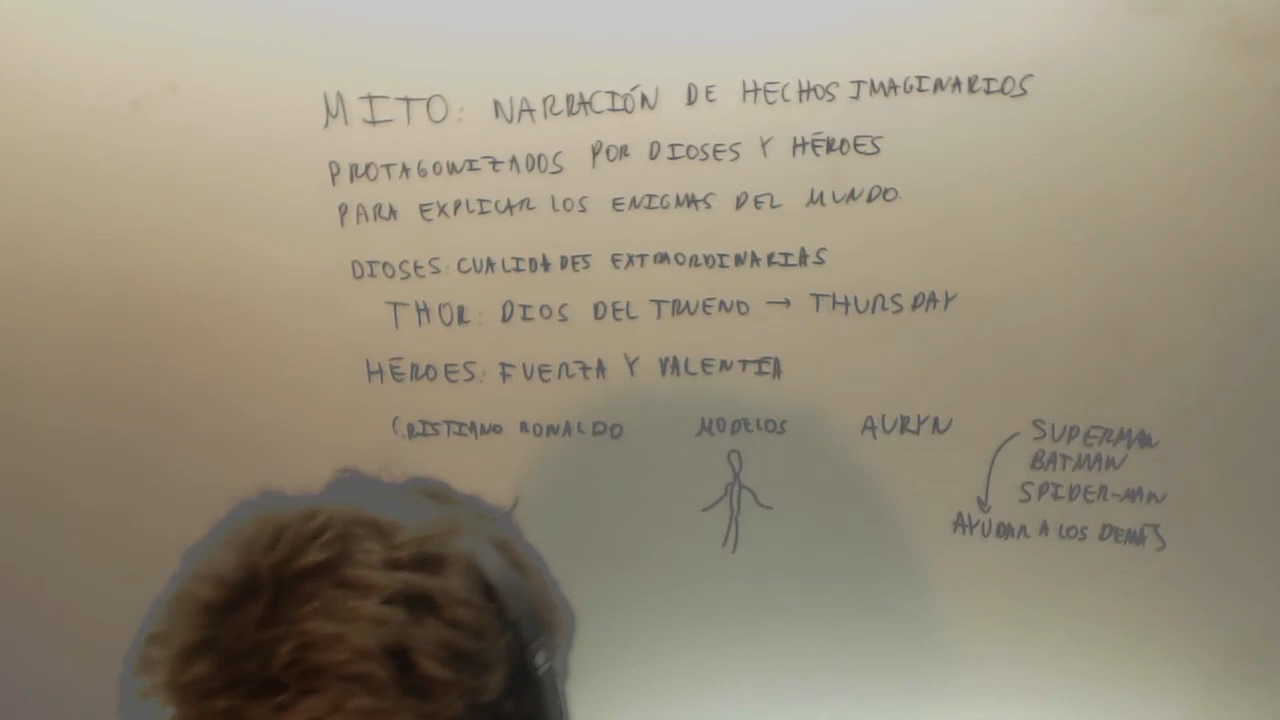 MITO: NARRACIÓN DE HECHOS IMAGINARIOS
PROTAGONIZADOS POR DIOSES Y HÉROES
PARA EXPLICAR LOS ENIGMAS DEL MUNDO.
DIOSES: CUALIDADES EXTRAORDINARIAS
THOR: DIOS DEL TRUENO → THURSDAY
HÉROES: FUERZA Y VALENTÍA
CRISTIANO RONALDO MODELOS AURYN SUPERMAN
BATMAN
SPIDER-MAN
AYUDAR A LOS DEMÁS